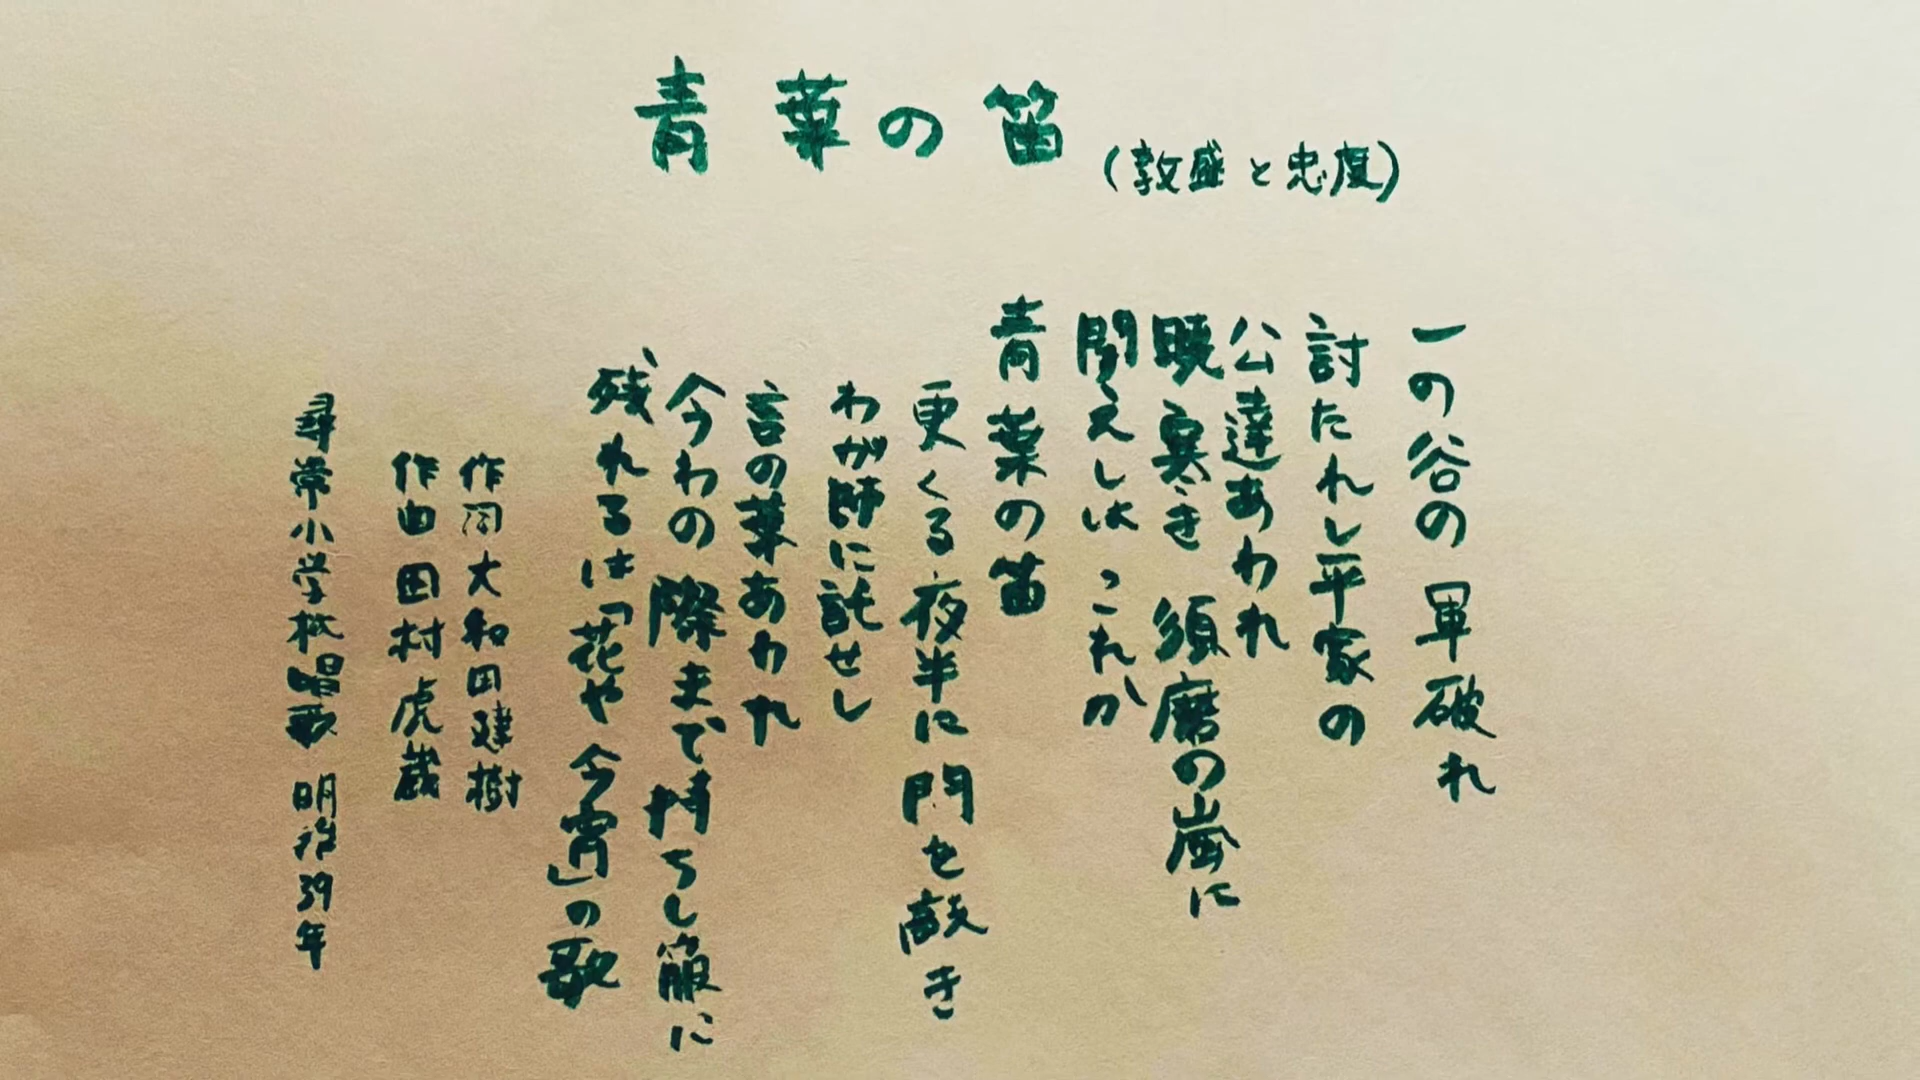 青葉の笛
(敦盛と忠度)
一の谷の軍破れ
討たれし平家の
公達あわれ
暁寒き須磨の嵐に
聞えしはこれか
青葉の笛
更くる夜半に門を敲き
わが師に託せし
言の葉あわれ
今わの際まで持ちし箙に
残れるは「花や今宵」の歌
作詞大和田建樹
作曲田村虎蔵
尋常小学校唱歌 明治39年